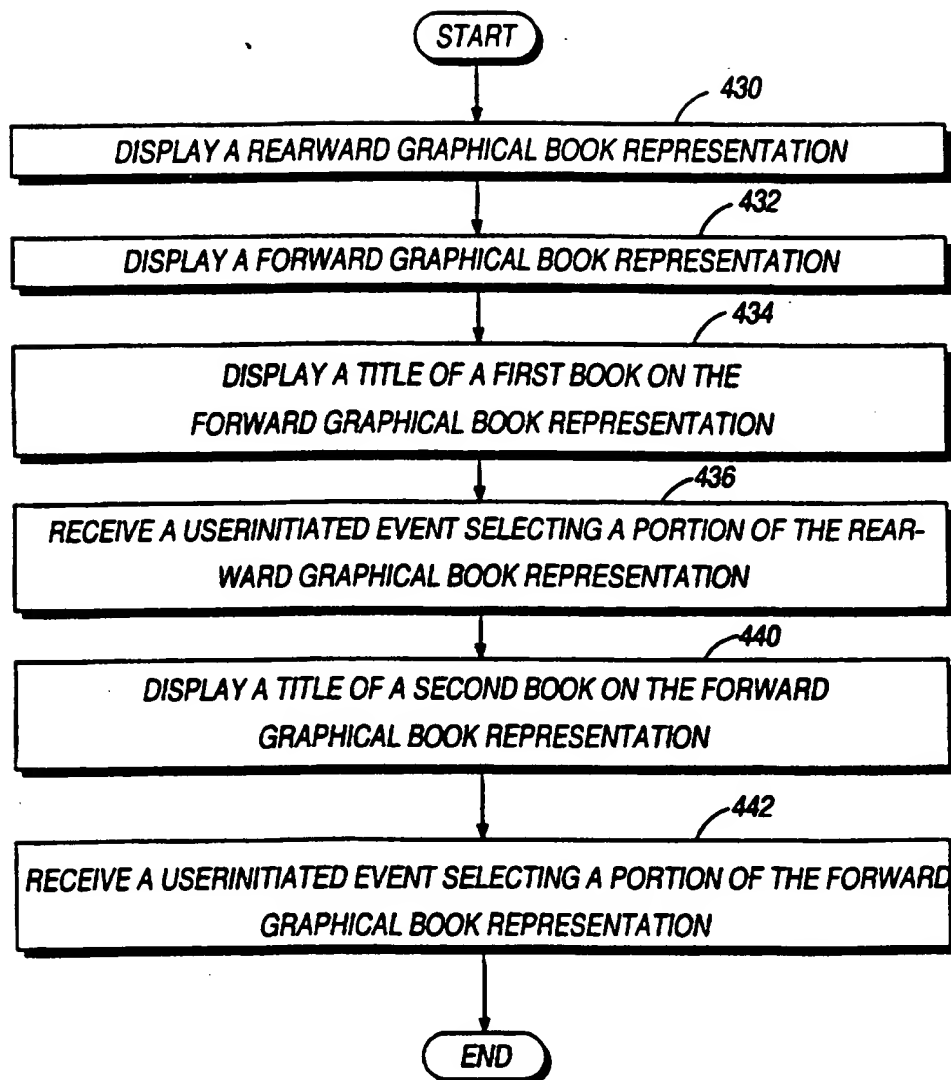 START
430
DISPLAY A REARWARD GRAPHICAL BOOK REPRESENTATION
432
DISPLAY A FORWARD GRAPHICAL BOOK REPRESENTATION
434
DISPLAY A TITLE OF A FIRST BOOK ON THE
FORWARD GRAPHICAL BOOK REPRESENTATION
436
RECEIVE A USERINITIATED EVENT SELECTING A PORTION OF THE REAR-
WARD GRAPHICAL BOOK REPRESENTATION
440
DISPLAY A TITLE OF A SECOND BOOK ON THE FORWARD
GRAPHICAL BOOK REPRESENTATION
442
RECEIVE A USERINITIATED EVENT SELECTING A PORTION OF THE FORWARD
GRAPHICAL BOOK REPRESENTATION
END